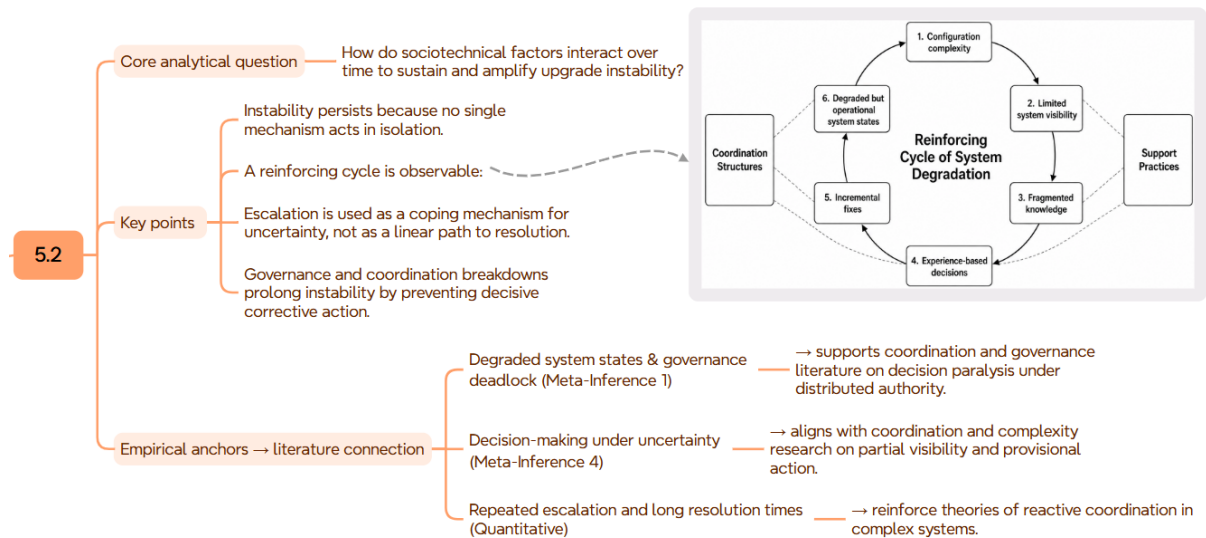 5.2
Core analytical question
How do sociotechnical factors interact over
time to sustain and amplify upgrade instability?
Key points
Instability persists because no single
mechanism acts in isolation.
A reinforcing cycle is observable:
Escalation is used as a coping mechanism for
uncertainty, not as a linear path to resolution.
Governance and coordination breakdowns
prolong instability by preventing decisive
corrective action.
Reinforcing
Cycle of System
Degradation
1. Configuration
complexity
2. Limited
system visibility
3. Fragmented
knowledge
4. Experience-based
decisions
5. Incremental
fixes
6. Degraded but
operational
system states
Coordination
Structures
Support
Practices
Empirical anchors → literature connection
Degraded system states & governance
deadlock (Meta-Inference 1)
→ supports coordination and governance
literature on decision paralysis under
distributed authority.
Decision-making under uncertainty
(Meta-Inference 4)
→ aligns with coordination and complexity
research on partial visibility and provisional
action.
Repeated escalation and long resolution times
(Quantitative)
→ reinforce theories of reactive coordination in
complex systems.